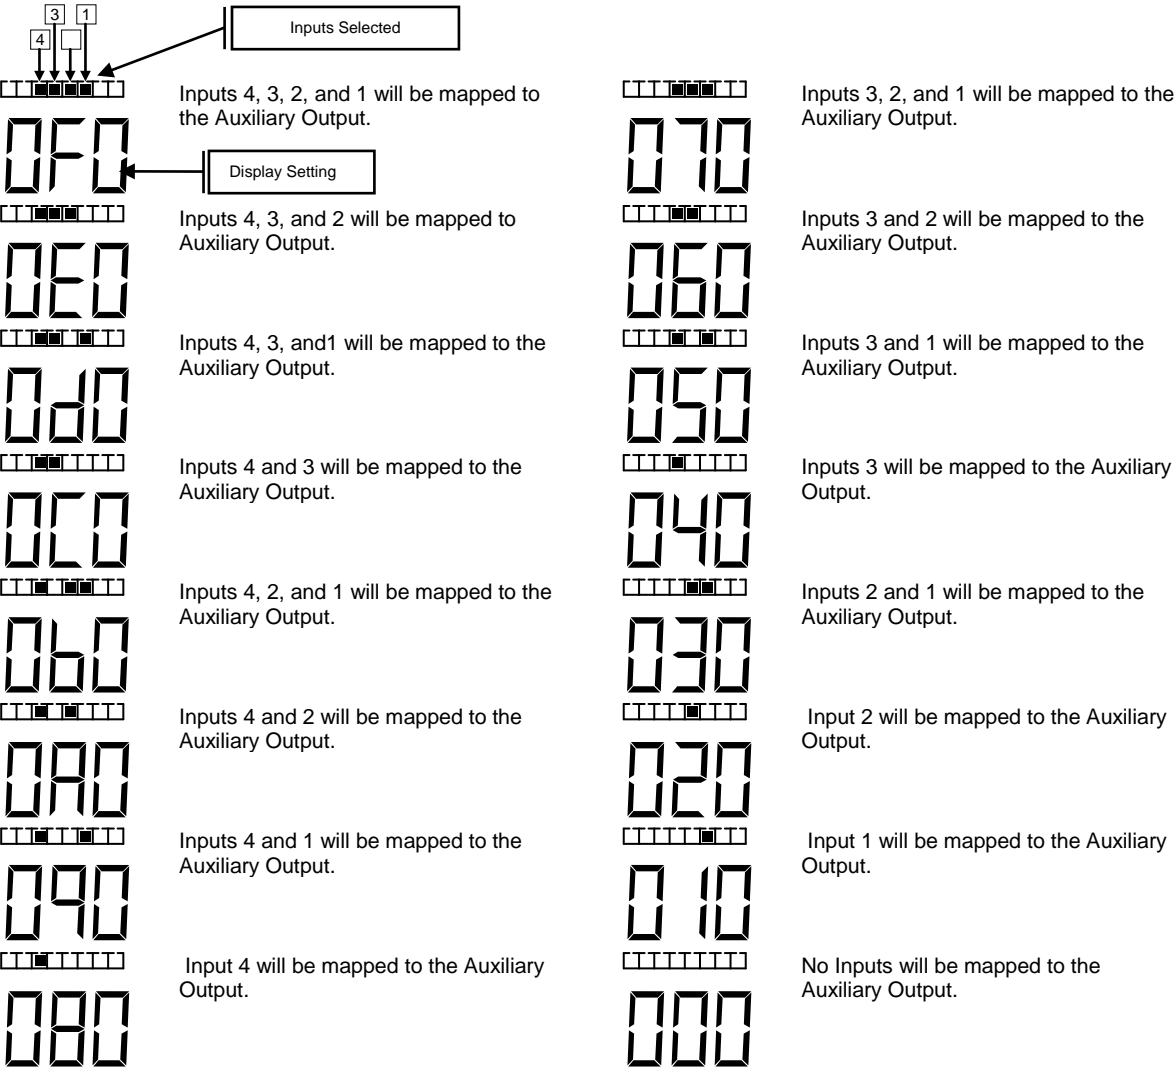 3 1
4
Inputs Selected
Inputs 4, 3, 2, and 1 will be mapped to
the Auxiliary Output.
0F0
Display Setting
Inputs 4, 3, and 2 will be mapped to
Auxiliary Output.
0E0
Inputs 4, 3, and1 will be mapped to the
Auxiliary Output.
0d0
Inputs 4 and 3 will be mapped to the
Auxiliary Output.
0C0
Inputs 4, 2, and 1 will be mapped to the
Auxiliary Output.
0b0
Inputs 4 and 2 will be mapped to the
Auxiliary Output.
0A0
Inputs 4 and 1 will be mapped to the
Auxiliary Output.
090
Input 4 will be mapped to the Auxiliary
Output.
080
Inputs 3, 2, and 1 will be mapped to the
Auxiliary Output.
070
Inputs 3 and 2 will be mapped to the
Auxiliary Output.
060
Inputs 3 and 1 will be mapped to the
Auxiliary Output.
050
Inputs 3 will be mapped to the Auxiliary
Output.
040
Inputs 2 and 1 will be mapped to the
Auxiliary Output.
030
Input 2 will be mapped to the Auxiliary
Output.
020
Input 1 will be mapped to the Auxiliary
Output.
010
No Inputs will be mapped to the
Auxiliary Output.
000